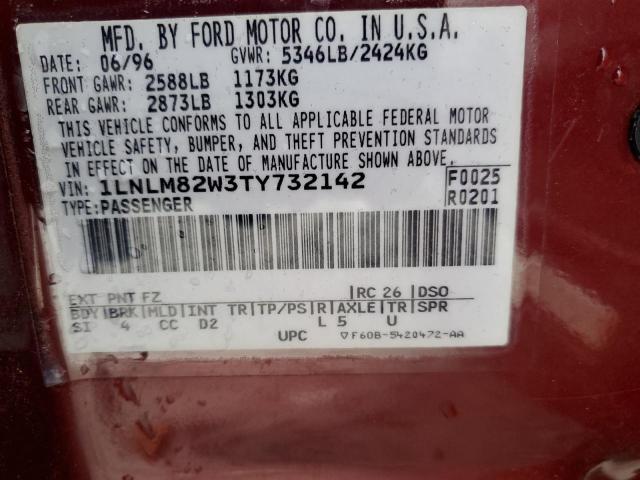 MFD. BY FORD MOTOR CO. IN U.S.A.
DATE: 06/96 GVWR: 5346LB/2424KG
FRONT GAWR: 2588LB 1173KG
REAR GAWR: 2873LB 1303KG
THIS VEHICLE CONFORMS TO ALL APPLICABLE FEDERAL MOTOR
VEHICLE SAFETY, BUMPER, AND THEFT PREVENTION STANDARDS
IN EFFECT ON THE DATE OF MANUFACTURE SHOWN ABOVE.
VIN: 1LNLM82W3TY732142 F0025
TYPE: PASSENGER R0201
EXT PNT FZ RC 26 DSO
BDY BRK MLD INT TR TP/PS R AXLE TR SPR
SI 4 CC D2 L 5 U
UPC ▽F60B-5420472-AA